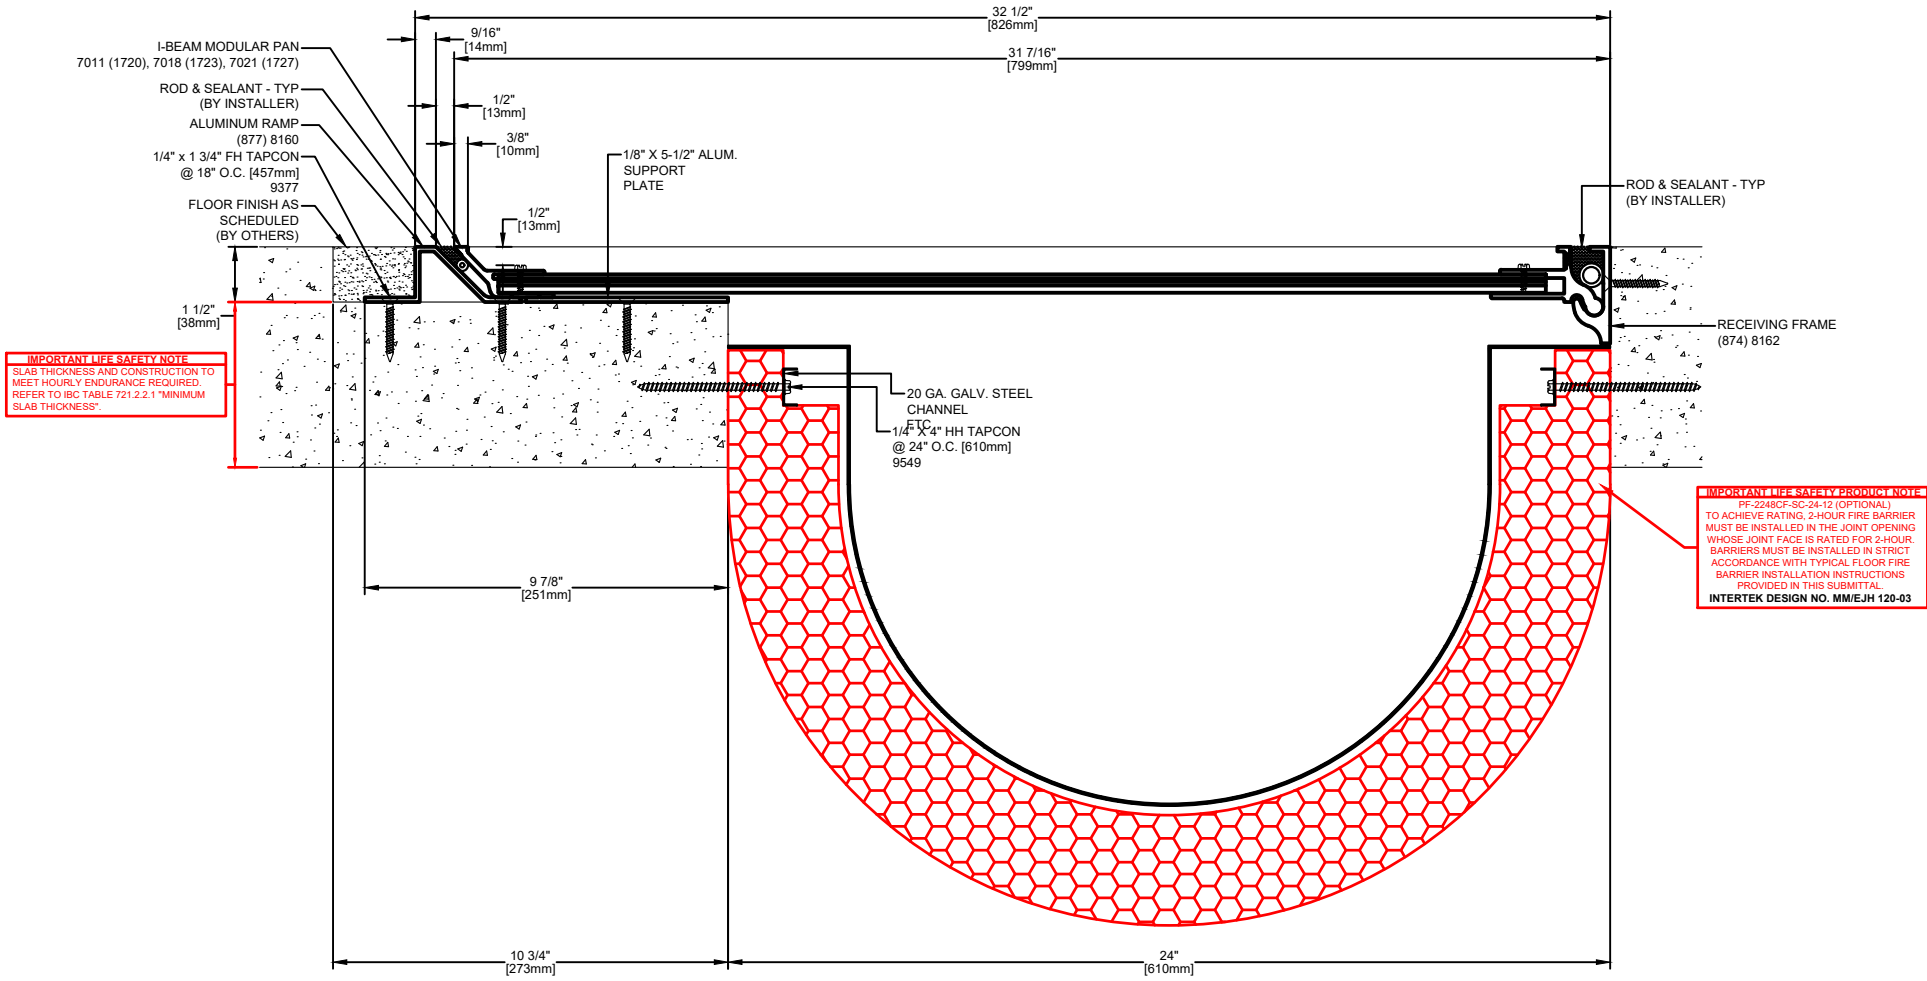 32 1/2"
[826mm]
9/16"
[14mm]
31 7/16"
[799mm]
I-BEAM MODULAR PAN
7011 (1720), 7018 (1723), 7021 (1727)
ROD & SEALANT - TYP
(BY INSTALLER)
ALUMINUM RAMP
(877) 8160
1/4" x 1 3/4" FH TAPCON
@ 18" O.C. [457mm]
9377
FLOOR FINISH AS
SCHEDULED
(BY OTHERS)
1/2"
[13mm]
3/8"
[10mm]
1/8" X 5-1/2" ALUM.
SUPPORT
PLATE
1/2"
[13mm]
ROD & SEALANT - TYP
(BY INSTALLER)
1 1/2"
[38mm]
RECEIVING FRAME
(874) 8162
IMPORTANT LIFE SAFETY NOTE
SLAB THICKNESS AND CONSTRUCTION TO
MEET HOURLY ENDURANCE REQUIRED.
REFER TO IBC TABLE 721.2.2.1 "MINIMUM
SLAB THICKNESS".
20 GA. GALV. STEEL
CHANNEL
ETC
1/4" X 4" HH TAPCON
@ 24" O.C. [610mm]
9549
IMPORTANT LIFE SAFETY PRODUCT NOTE
PF-2248CF-SC-24-12 (OPTIONAL)
TO ACHIEVE RATING, 2-HOUR FIRE BARRIER
MUST BE INSTALLED IN THE JOINT OPENING
WHOSE JOINT FACE IS RATED FOR 2-HOUR.
BARRIERS MUST BE INSTALLED IN STRICT
ACCORDANCE WITH TYPICAL FLOOR FIRE
BARRIER INSTALLATION INSTRUCTIONS
PROVIDED IN THIS SUBMITTAL.
INTERTEK DESIGN NO. MM/EJH 120-03
9 7/8"
[251mm]
10 3/4"
[273mm]
24"
[610mm]